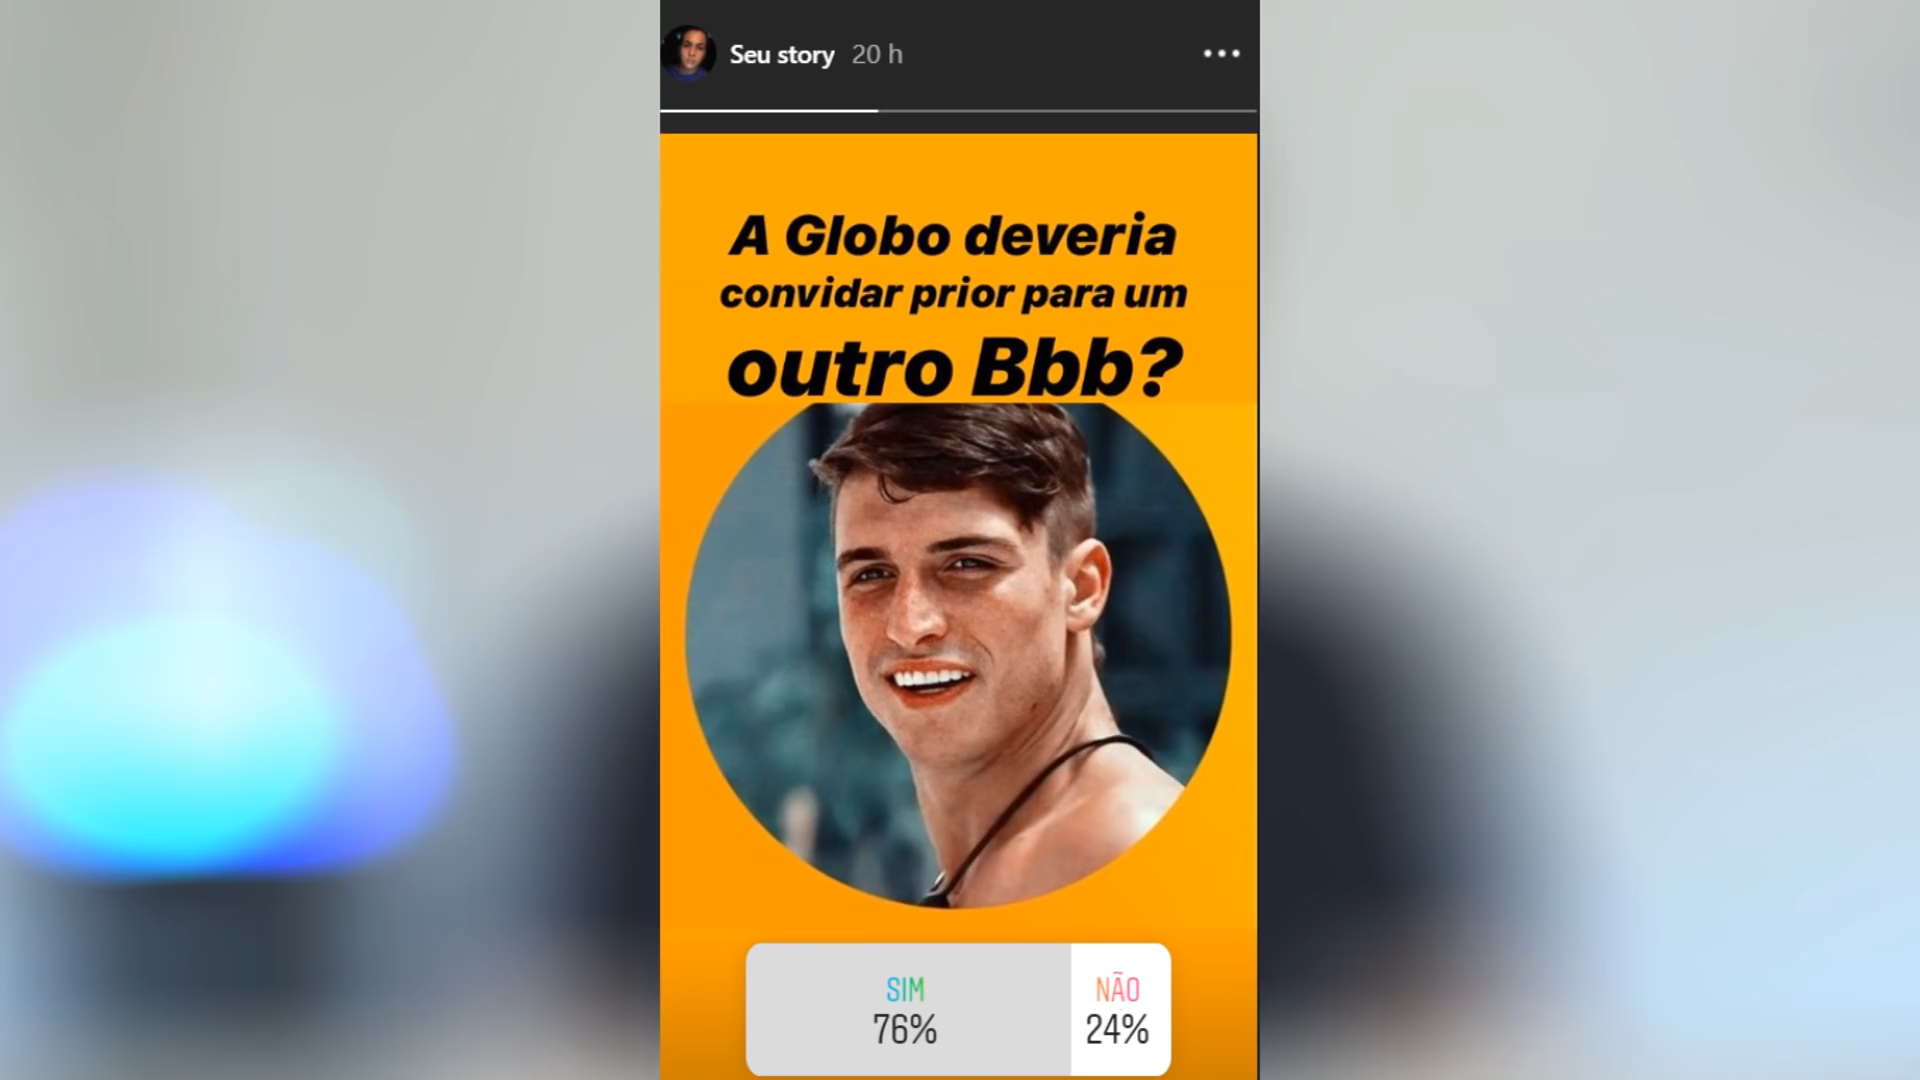 Seu story 20 h
A Globo deveria
convidar prior para um
outro Bbb?
SIM NÃO
76% 24%